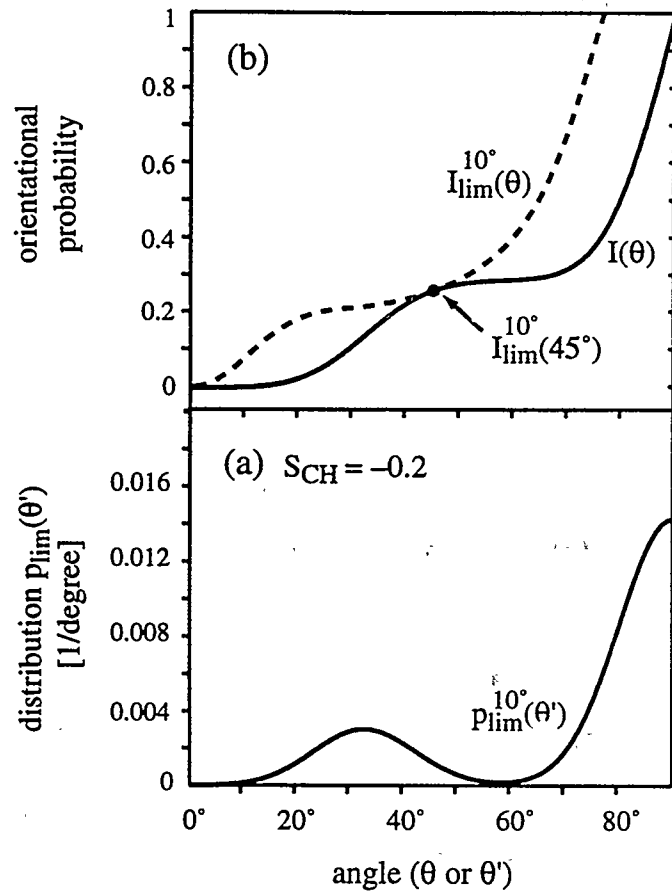 1
0.8
0.6
0.4
0.2
0
orientational
probability
(b)
10°
I_lim(θ)
I(θ)
10°
I_lim(45°)
(a) S_CH = –0.2
0.016
0.012
0.008
0.004
0
distribution p_lim(θ')
[1/degree]
10°
p_lim(θ')
0° 20° 40° 60° 80°
angle (θ or θ')